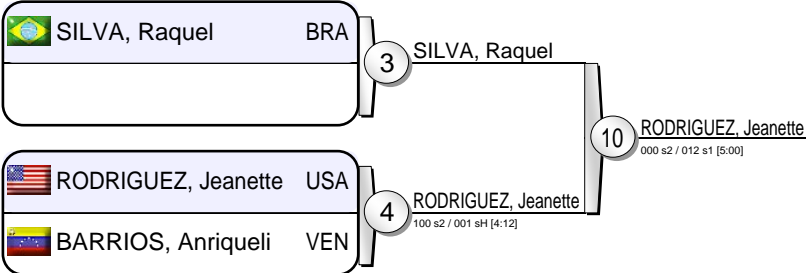 SILVA, Raquel BRA
3
SILVA, Raquel
10
RODRIGUEZ, Jeanette
000 s2 / 012 s1 [5:00]
RODRIGUEZ, Jeanette USA
4
RODRIGUEZ, Jeanette
100 s2 / 001 sH [4:12]
BARRIOS, Anriqueli VEN